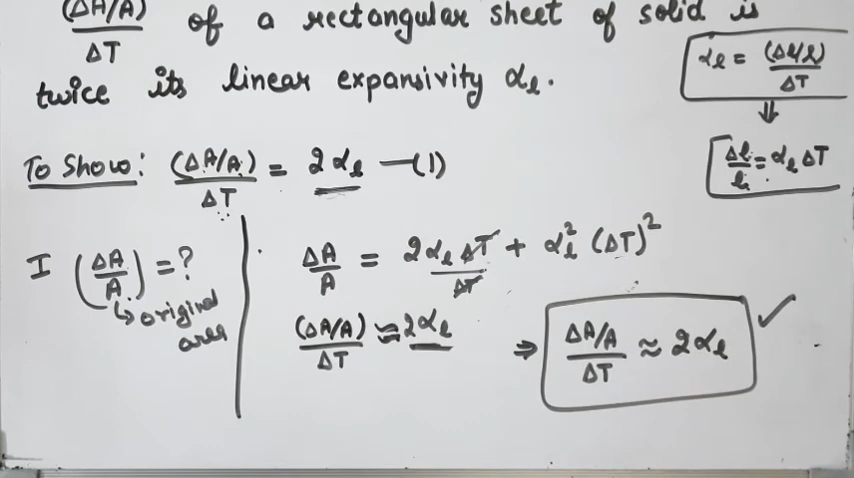 (ΔA/A)/ΔT of a rectangular sheet of solid is
twice its linear expansivity αℓ.
αℓ = (Δℓ/ℓ)/ΔT
⇓
Δℓ/ℓ = αℓ ΔT
To Show: (ΔA/A)/ΔT = 2αℓ —(1)
I (ΔA/A) = ?
↳ original
area
ΔA/A = 2αℓ ΔT/ΔT + αℓ² (ΔT)²
(ΔA/A)/ΔT ≈ 2αℓ ⇒ (ΔA/A)/ΔT ≈ 2αℓ ✓